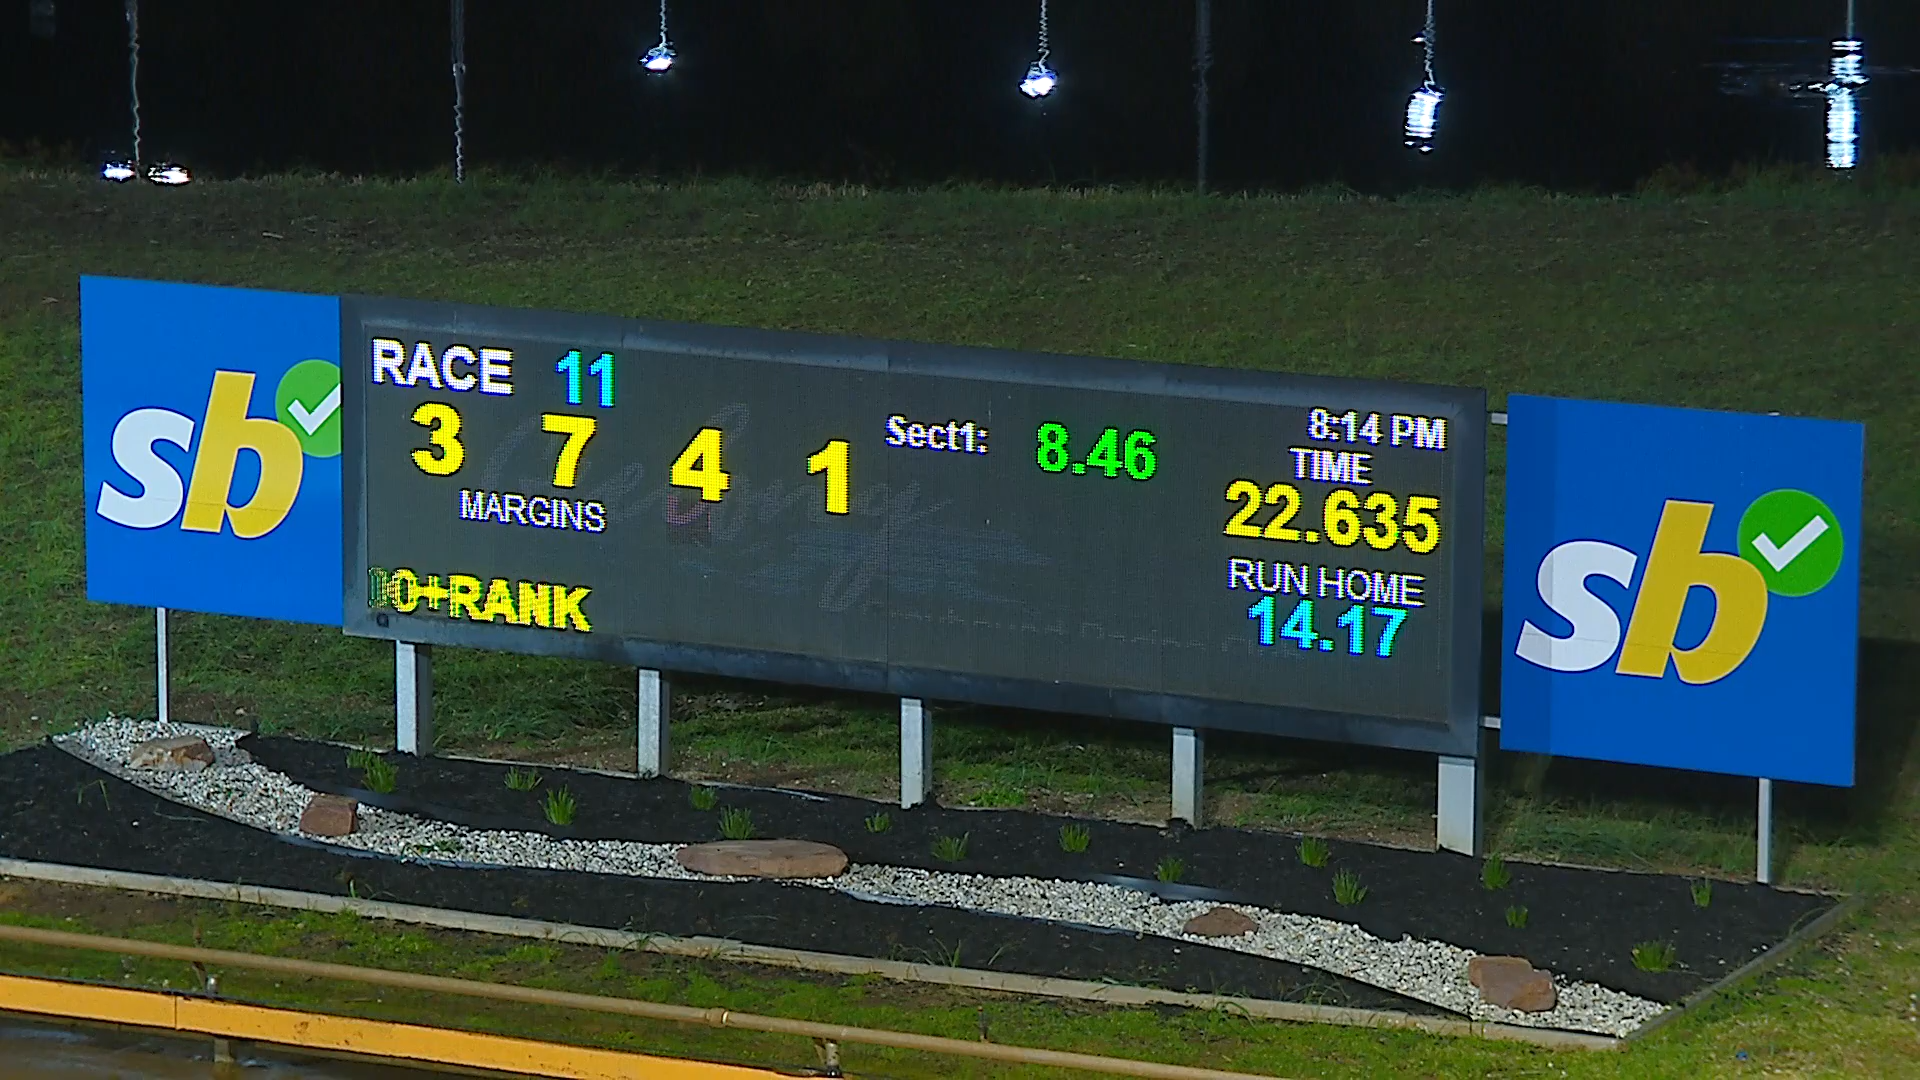 sb
RACE 11
3 7 4 1
MARGINS
O+RANK
Sect1: 8.46
8:14 PM
TIME
22.635
RUN HOME
14.17
sb